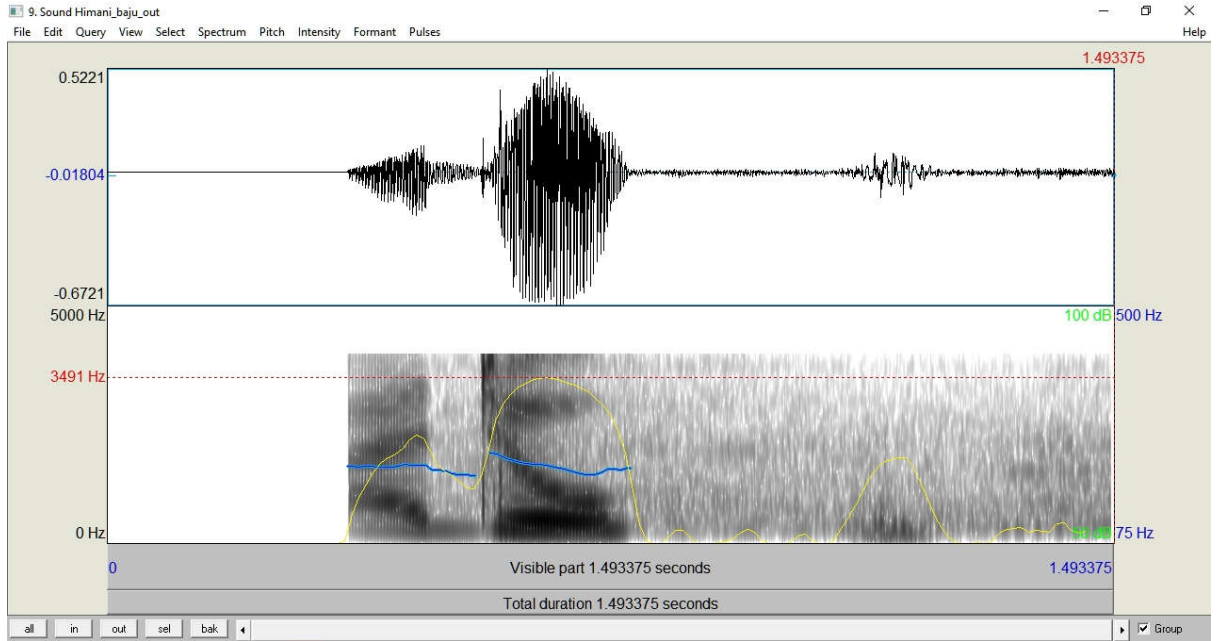 9. Sound Himani_baju_out
File Edit Query View Select Spectrum Pitch Intensity Formant Pulses Help
1.493375
0.5221
-0.01804
-0.6721
5000 Hz 100 dB 500 Hz
3491 Hz
0 Hz 50 dB 75 Hz
0 Visible part 1.493375 seconds 1.493375
Total duration 1.493375 seconds
all in out sel bak Group